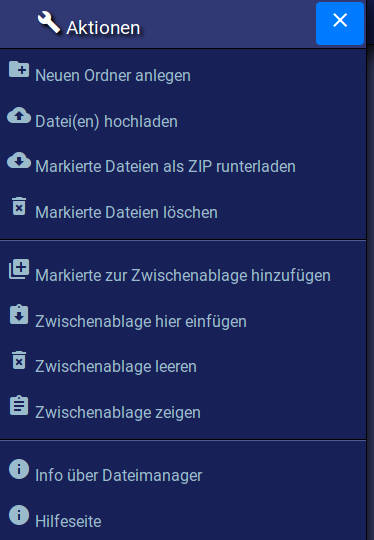 Aktionen
Neuen Ordner anlegen
Datei(en) hochladen
Markierte Dateien als ZIP runterladen
Markierte Dateien löschen
Markierte zur Zwischenablage hinzufügen
Zwischenablage hier einfügen
Zwischenablage leeren
Zwischenablage zeigen
Info über Dateimanager
Hilfeseite